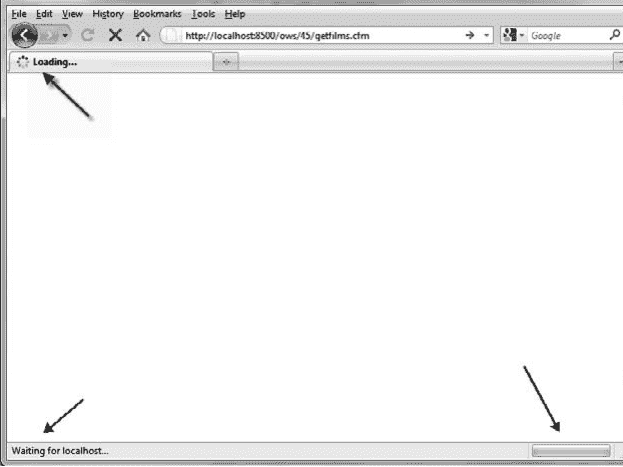 File Edit View History Bookmarks Tools Help
http://localhost:8500/ows/45/getfilms.cfm Google
Loading...
Waiting for localhost...